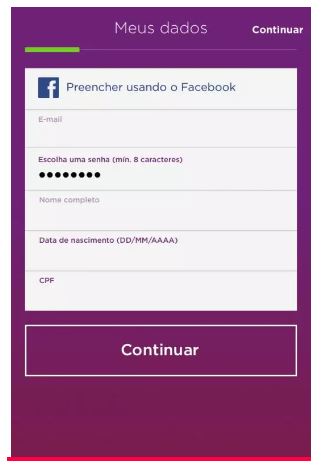 Meus dados
Continuar
Preencher usando o Facebook
E-mail
Escolha uma senha (mín. 8 caracteres)
●●●●●●●●
Nome completo
Data de nascimento (DD/MM/AAAA)
CPF
Continuar